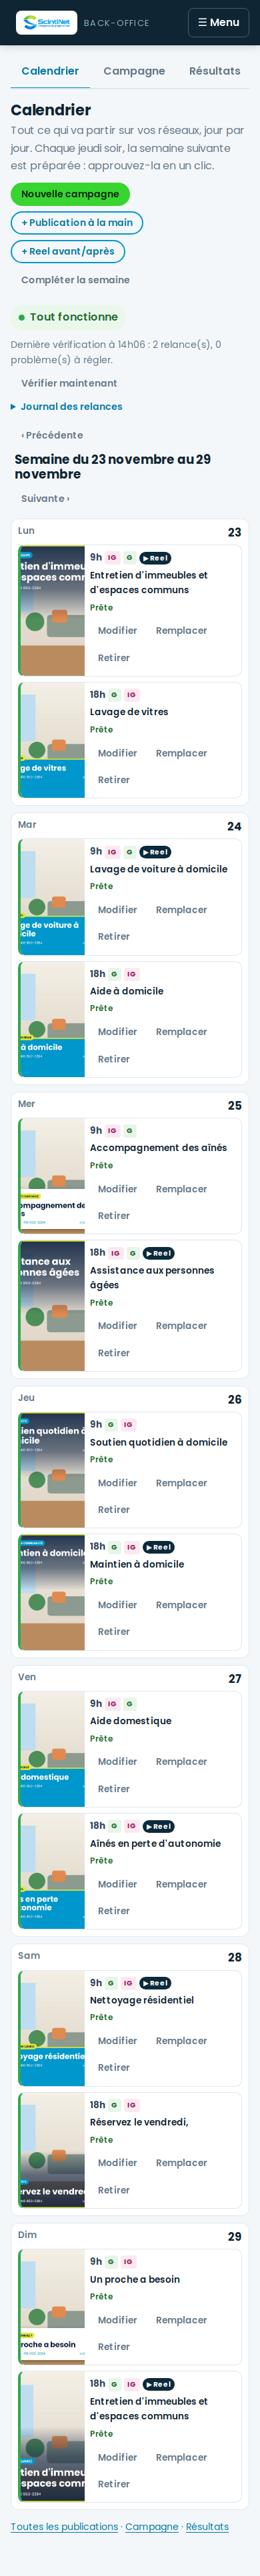 ScintiNet
BACK-OFFICE
☰ Menu
Calendrier
Campagne
Résultats
Calendrier
Tout ce qui va partir sur vos réseaux, jour par
jour. Chaque jeudi soir, la semaine suivante
est préparée : approuvez-la en un clic.
Nouvelle campagne
+ Publication à la main
+ Reel avant/après
Compléter la semaine
Tout fonctionne
Dernière vérification à 14h06 : 2 relance(s), 0
problème(s) à régler.
Vérifier maintenant
▶ Journal des relances
‹ Précédente
Semaine du 23 novembre au 29
novembre
Suivante ›
Lun 23
9h IG G ▶ Reel
Entretien d'immeubles et
d'espaces communs
Prête
Modifier Remplacer
Retirer
18h G IG
Lavage de vitres
Prête
Modifier Remplacer
Retirer
Mar 24
9h IG G ▶ Reel
Lavage de voiture à domicile
Prête
Modifier Remplacer
Retirer
18h G IG
Aide à domicile
Prête
Modifier Remplacer
Retirer
Mer 25
9h IG G
Accompagnement des aînés
Prête
Modifier Remplacer
Retirer
18h IG G ▶ Reel
Assistance aux personnes
âgées
Prête
Modifier Remplacer
Retirer
Jeu 26
9h G IG
Soutien quotidien à domicile
Prête
Modifier Remplacer
Retirer
18h G IG ▶ Reel
Maintien à domicile
Prête
Modifier Remplacer
Retirer
Ven 27
9h IG G
Aide domestique
Prête
Modifier Remplacer
Retirer
18h G IG ▶ Reel
Aînés en perte d'autonomie
Prête
Modifier Remplacer
Retirer
Sam 28
9h G IG ▶ Reel
Nettoyage résidentiel
Prête
Modifier Remplacer
Retirer
18h G IG
Réservez le vendredi,
Prête
Modifier Remplacer
Retirer
Dim 29
9h G IG
Un proche a besoin
Prête
Modifier Remplacer
Retirer
18h G IG ▶ Reel
Entretien d'immeubles et
d'espaces communs
Prête
Modifier Remplacer
Retirer
Toutes les publications · Campagne · Résultats